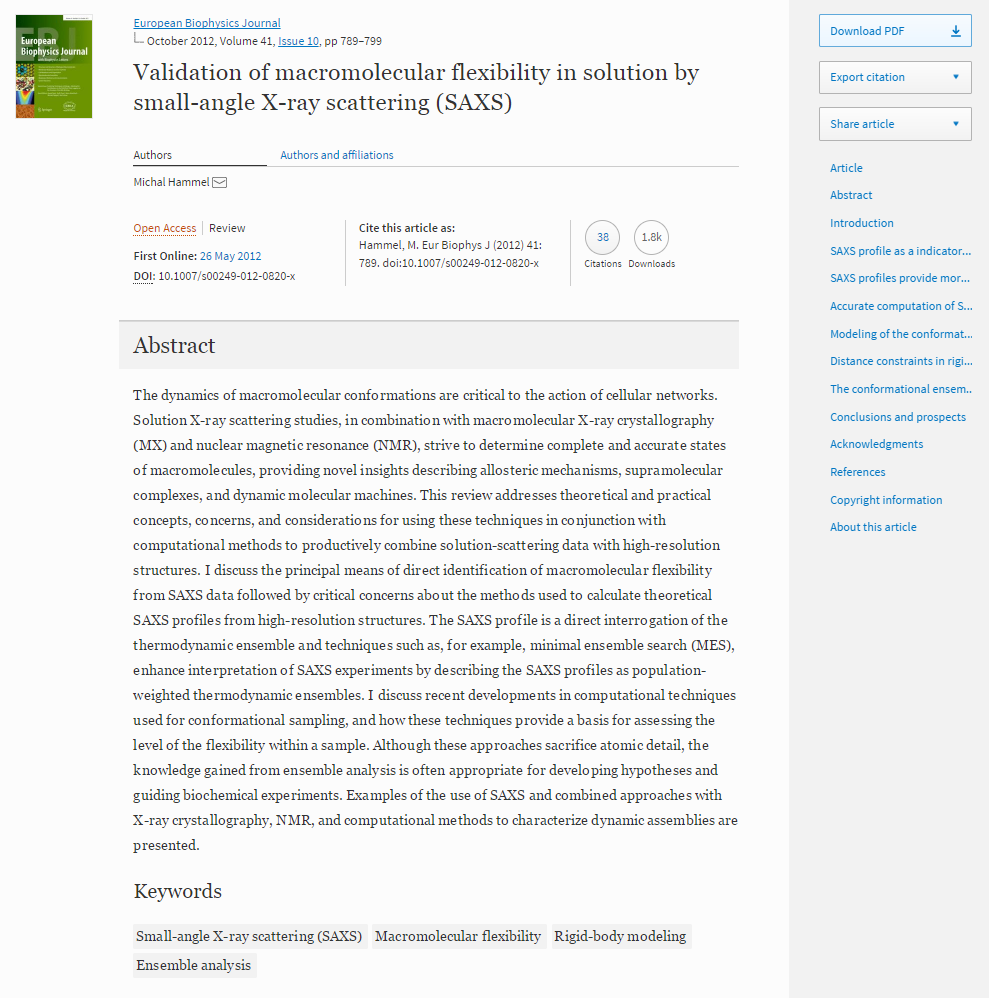 European Biophysics Journal
European Biophysics Journal
October 2012, Volume 41, Issue 10, pp 789–799
Validation of macromolecular flexibility in solution by
small-angle X-ray scattering (SAXS)
Authors Authors and affiliations
Michal Hammel
Open Access Review
First Online: 26 May 2012
DOI: 10.1007/s00249-012-0820-x
Cite this article as:
Hammel, M. Eur Biophys J (2012) 41:
789. doi:10.1007/s00249-012-0820-x
38 1.8k
Citations Downloads
Abstract
The dynamics of macromolecular conformations are critical to the action of cellular networks.
Solution X-ray scattering studies, in combination with macromolecular X-ray crystallography
(MX) and nuclear magnetic resonance (NMR), strive to determine complete and accurate states
of macromolecules, providing novel insights describing allosteric mechanisms, supramolecular
complexes, and dynamic molecular machines. This review addresses theoretical and practical
concepts, concerns, and considerations for using these techniques in conjunction with
computational methods to productively combine solution-scattering data with high-resolution
structures. I discuss the principal means of direct identification of macromolecular flexibility
from SAXS data followed by critical concerns about the methods used to calculate theoretical
SAXS profiles from high-resolution structures. The SAXS profile is a direct interrogation of the
thermodynamic ensemble and techniques such as, for example, minimal ensemble search (MES),
enhance interpretation of SAXS experiments by describing the SAXS profiles as population-
weighted thermodynamic ensembles. I discuss recent developments in computational techniques
used for conformational sampling, and how these techniques provide a basis for assessing the
level of the flexibility within a sample. Although these approaches sacrifice atomic detail, the
knowledge gained from ensemble analysis is often appropriate for developing hypotheses and
guiding biochemical experiments. Examples of the use of SAXS and combined approaches with
X-ray crystallography, NMR, and computational methods to characterize dynamic assemblies are
presented.
Keywords
Small-angle X-ray scattering (SAXS) Macromolecular flexibility Rigid-body modeling
Ensemble analysis
Download PDF
Export citation
Share article
Article
Abstract
Introduction
SAXS profile as a indicator...
SAXS profiles provide mor...
Accurate computation of S...
Modeling of the conformat...
Distance constraints in rigi...
The conformational ensem..
Conclusions and prospects
Acknowledgments
References
Copyright information
About this article